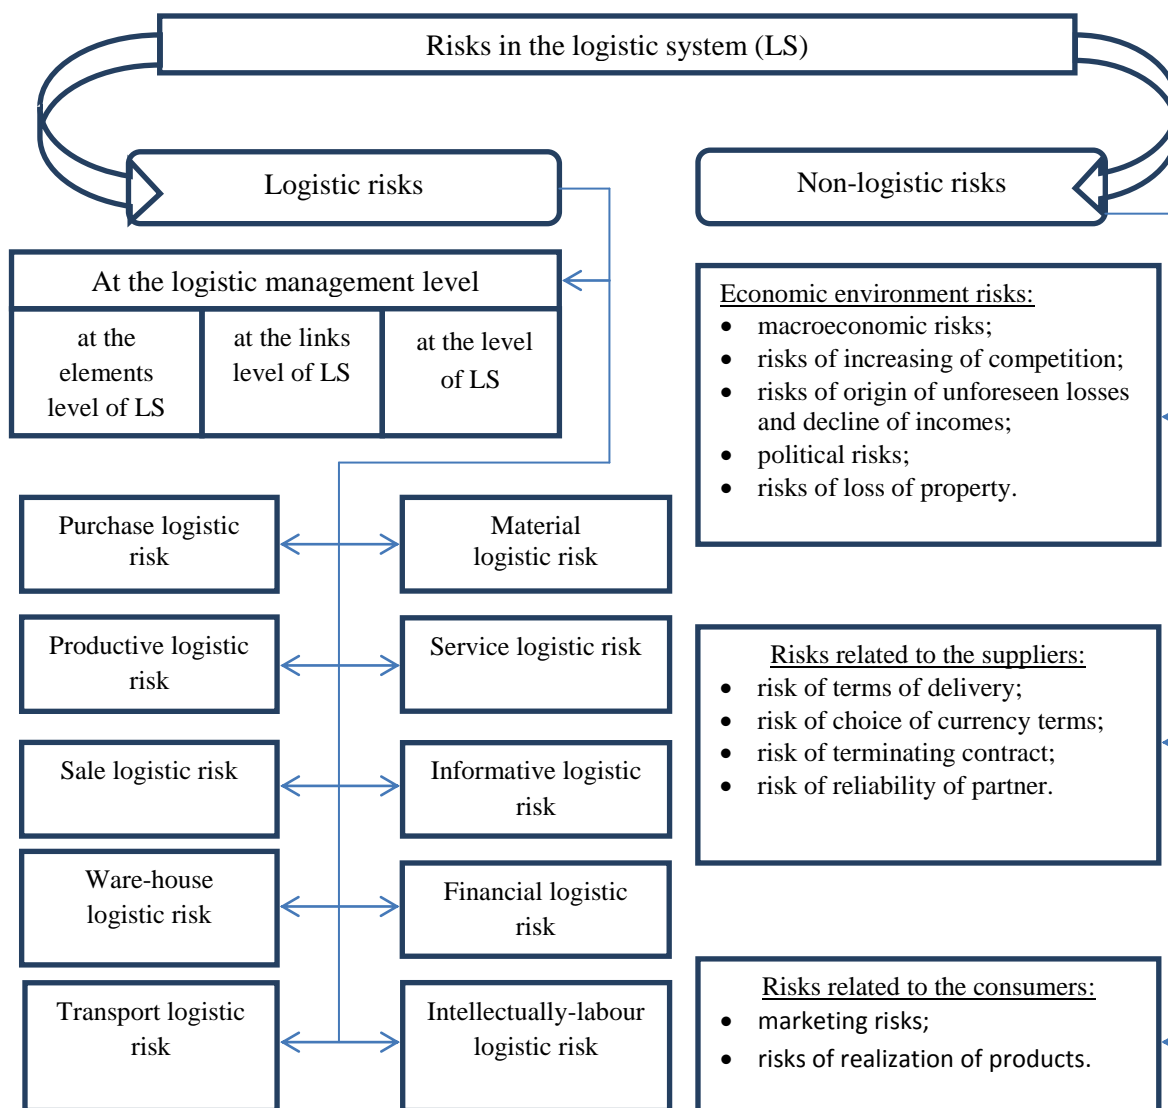 Risks in the logistic system (LS)
Logistic risks
Non-logistic risks
At the logistic management level
at the
elements
level of LS
at the links
level of LS
at the level
of LS
Purchase logistic
risk
Material
logistic risk
Productive logistic
risk
Service logistic risk
Sale logistic risk
Informative logistic
risk
Ware-house
logistic risk
Financial logistic
risk
Transport logistic
risk
Intellectually-labour
logistic risk
Economic environment risks:
• macroeconomic risks;
• risks of increasing of competition;
• risks of origin of unforeseen losses
and decline of incomes;
• political risks;
• risks of loss of property.
Risks related to the suppliers:
• risk of terms of delivery;
• risk of choice of currency terms;
• risk of terminating contract;
• risk of reliability of partner.
Risks related to the consumers:
• marketing risks;
• risks of realization of products.